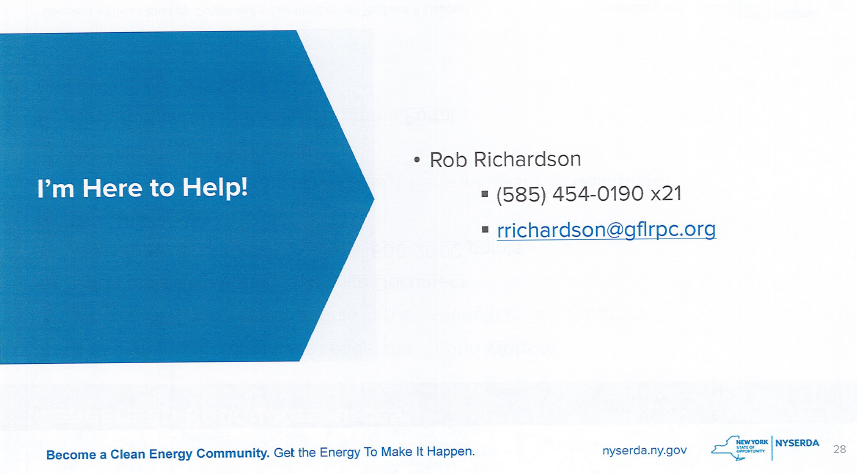 I'm Here to Help!
• Rob Richardson
▪ (585) 454-0190 x21
▪ rrichardson@gflrpc.org
Become a Clean Energy Community. Get the Energy To Make It Happen.
nyserda.ny.gov
NEW YORK
STATE OF
OPPORTUNITY
NYSERDA
28